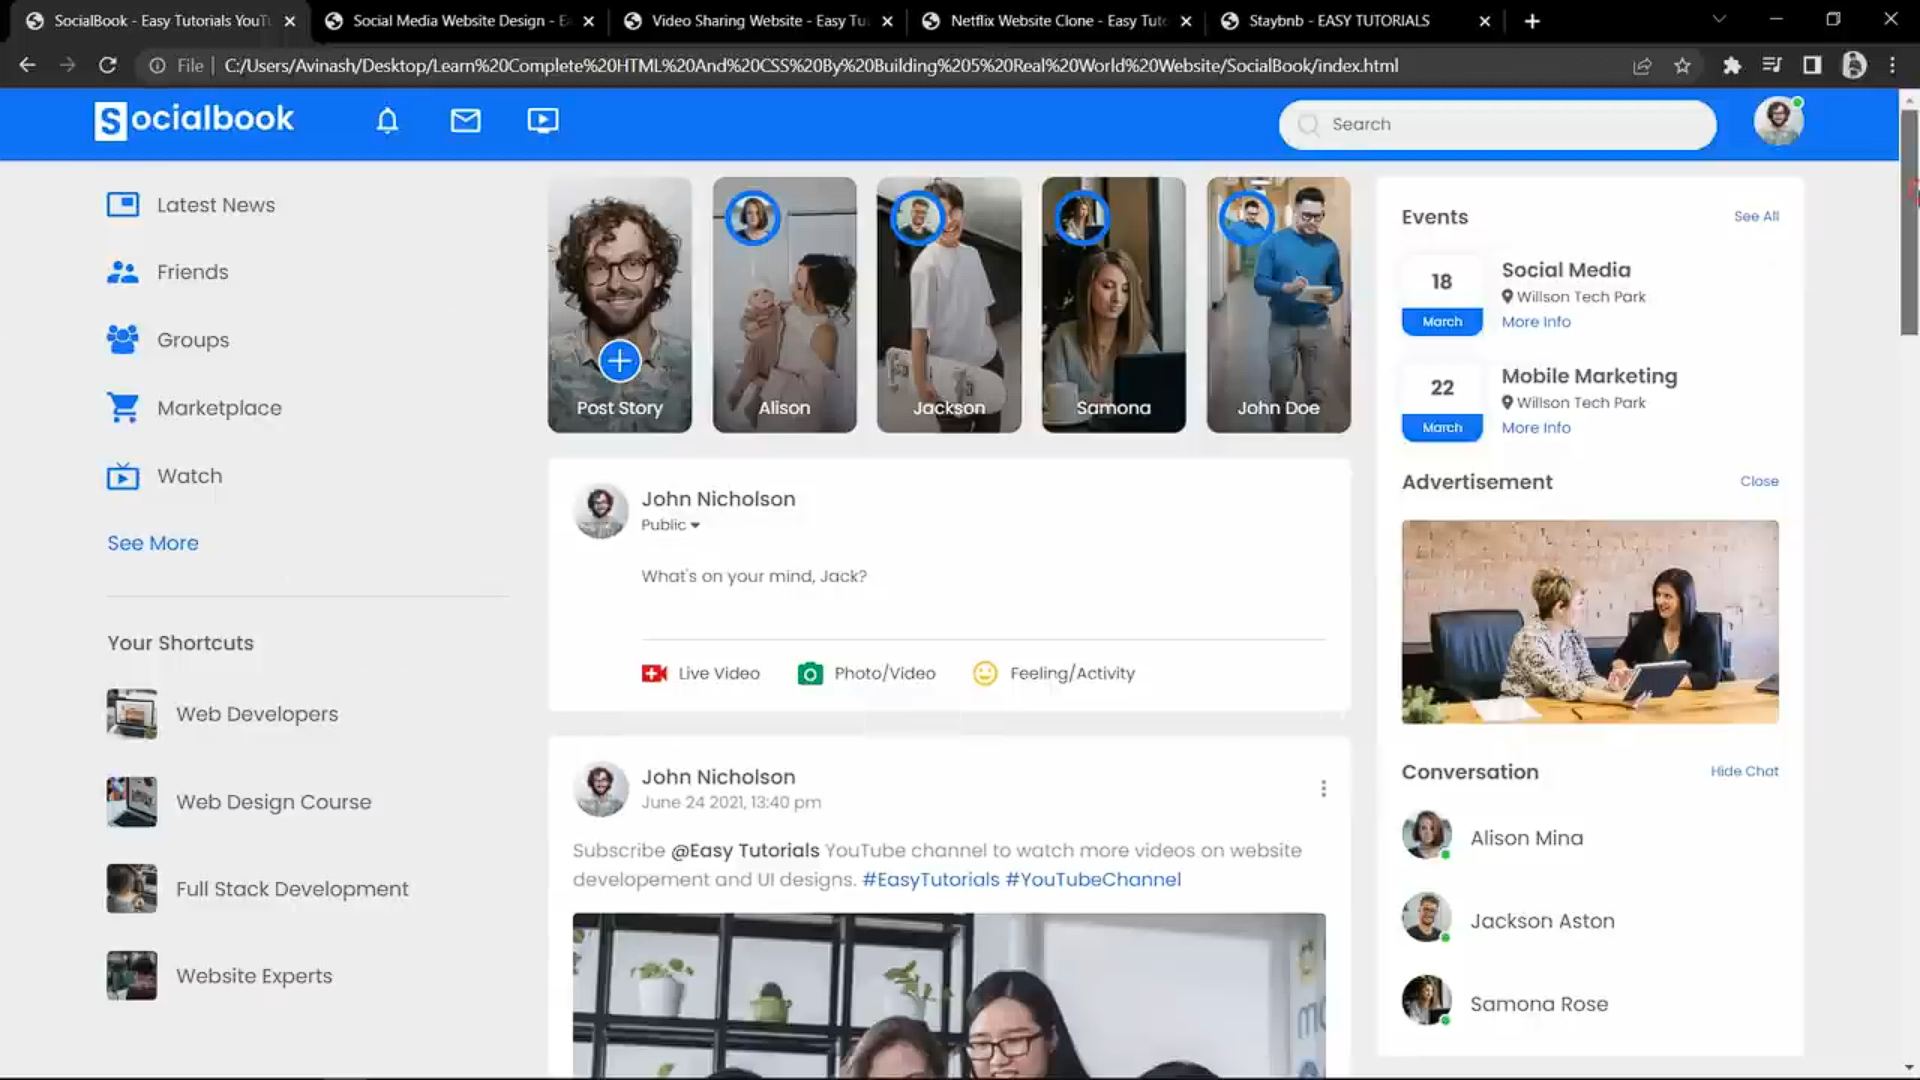 SocialBook - Easy Tutorials YouT
Social Media Website Design - Ea
Video Sharing Website - Easy Tu
Netflix Website Clone - Easy Tuto
Staybnb - EASY TUTORIALS
File
C:/Users/Avinash/Desktop/Learn%20Complete%20HTML%20And%20CSS%20By%20Building%205%20Real%20World%20Website/SocialBook/index.html
Socialbook
Search
Latest News
Friends
Groups
Marketplace
Watch
See More
Your Shortcuts
Web Developers
Web Design Course
Full Stack Development
Website Experts
Post Story
Alison
Jackson
Samona
John Doe
John Nicholson
Public
What's on your mind, Jack?
Live Video
Photo/Video
Feeling/Activity
John Nicholson
June 24 2021, 13:40 pm
Subscribe @Easy Tutorials YouTube channel to watch more videos on website
developement and UI designs. #EasyTutorials #YouTubeChannel
Events
See All
18
March
Social Media
Willson Tech Park
More Info
22
March
Mobile Marketing
Willson Tech Park
More Info
Advertisement
Close
Conversation
Hide Chat
Alison Mina
Jackson Aston
Samona Rose